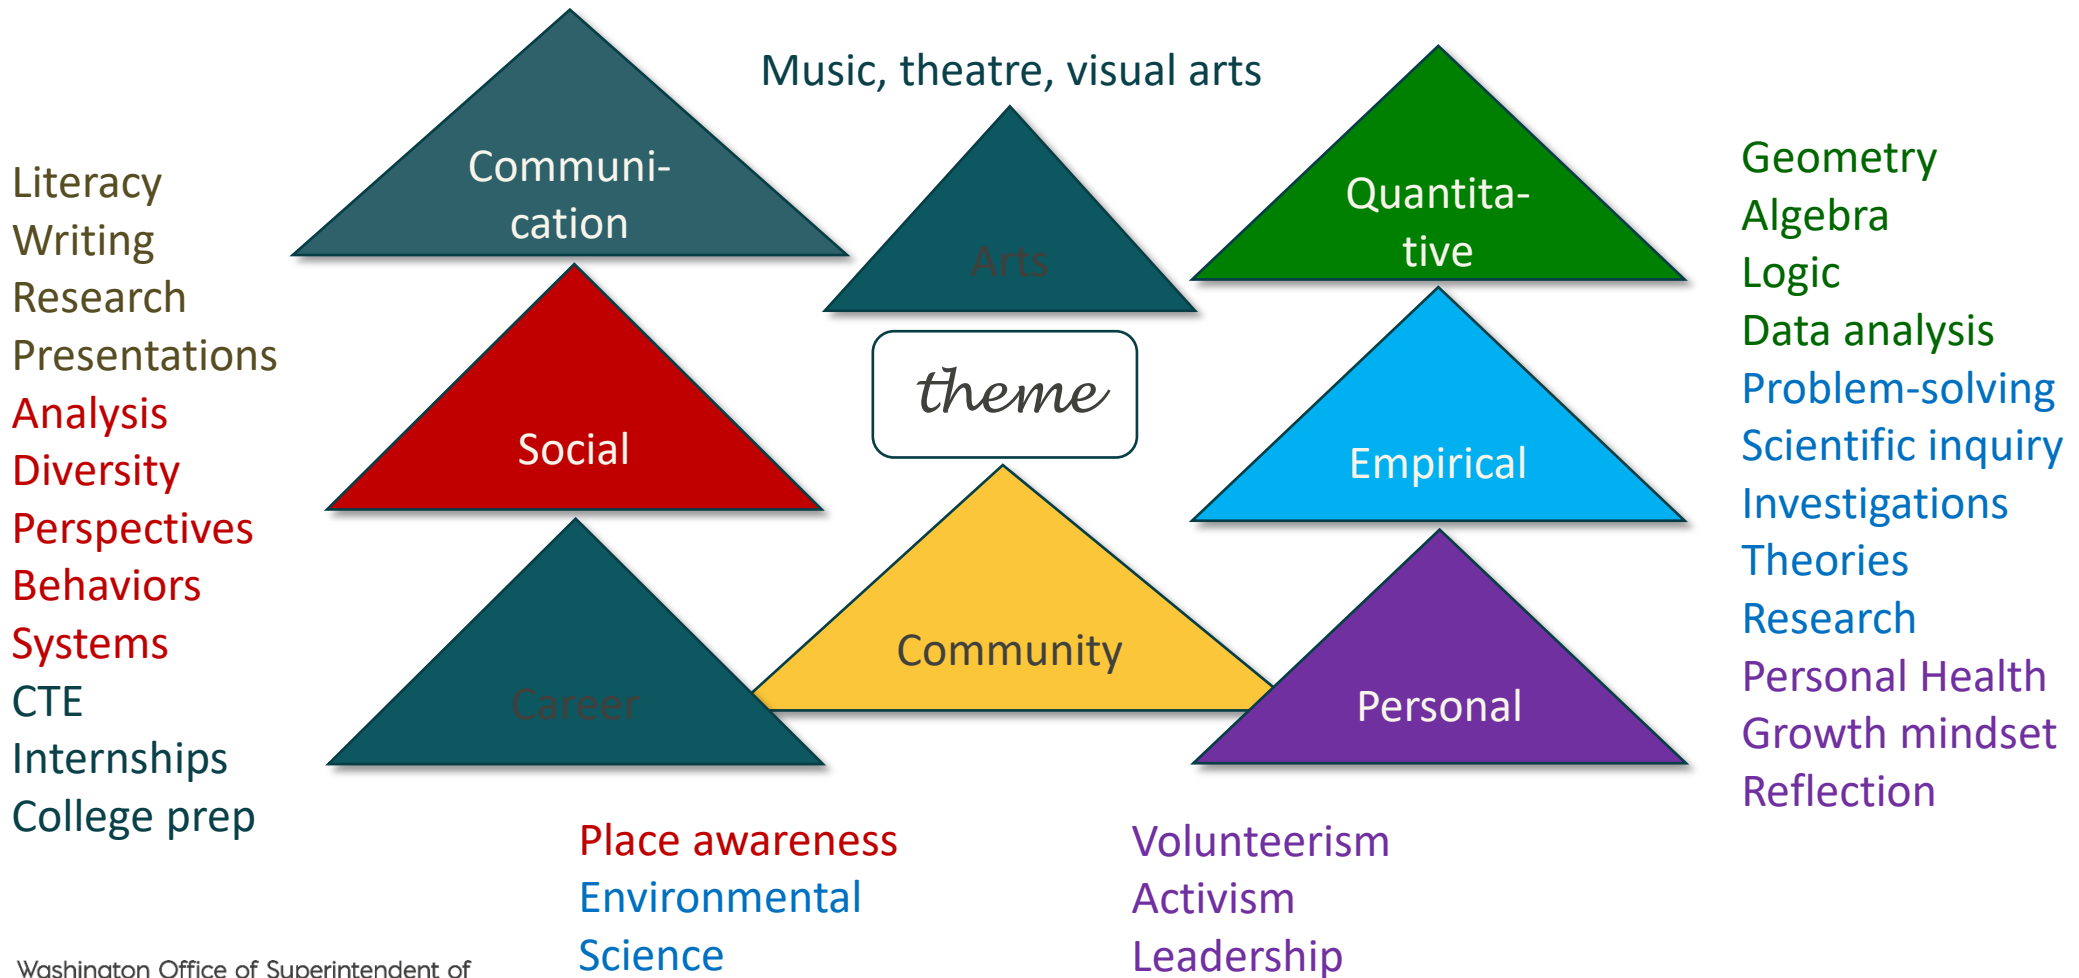 Music, theatre, visual arts
Communi-
cation
Arts
Quantita-
tive
Literacy
Writing
Research
Presentations
Analysis
Diversity
Perspectives
Behaviors
Systems
CTE
Internships
College prep
Social
theme
Empirical
Career
Community
Personal
Geometry
Algebra
Logic
Data analysis
Problem-solving
Scientific inquiry
Investigations
Theories
Research
Personal Health
Growth mindset
Reflection
Place awareness
Environmental
Science
Volunteerism
Activism
Leadership
Washington Office of Superintendent of